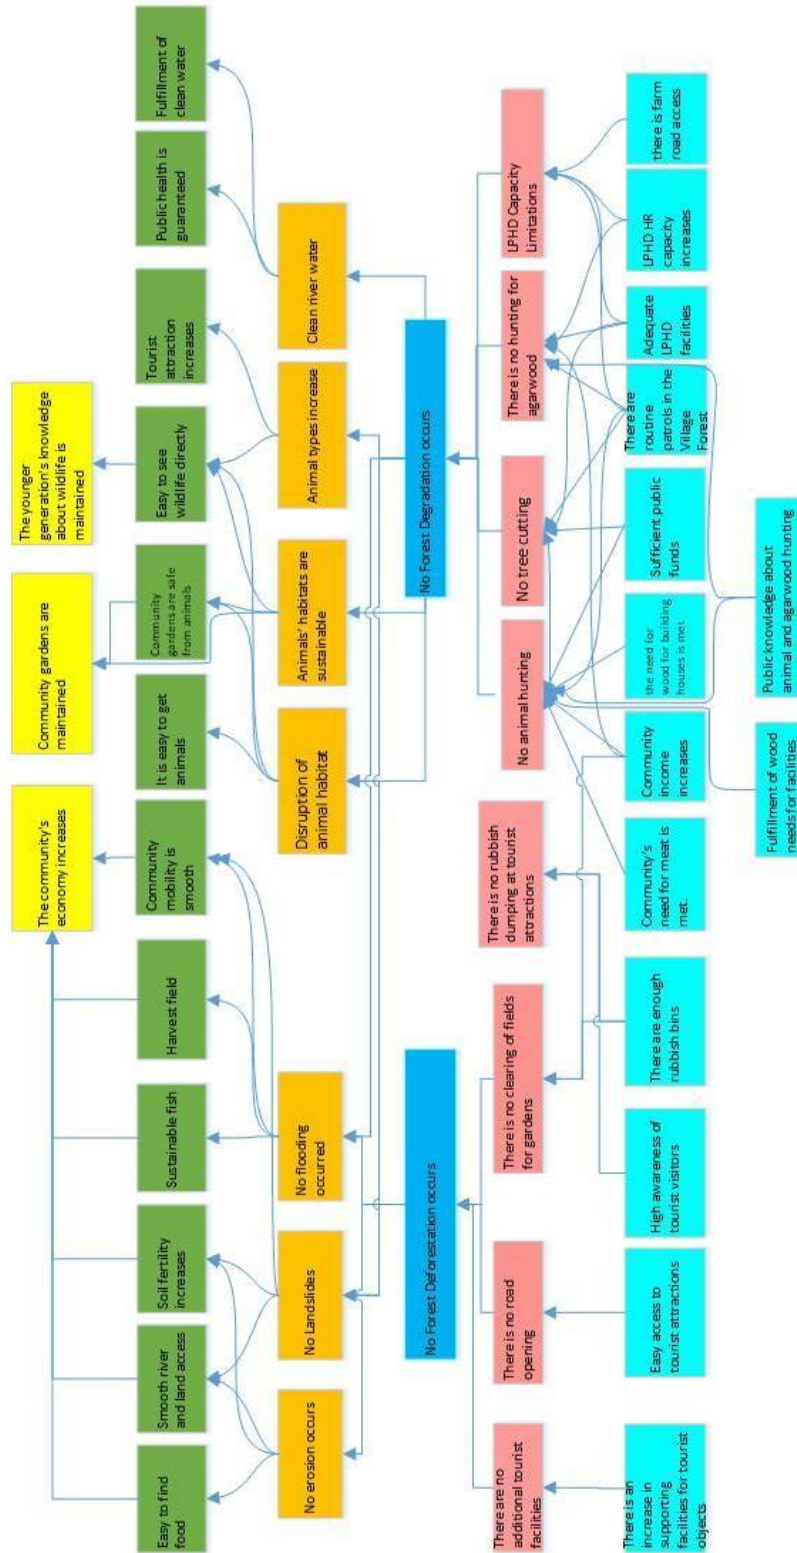 The community's
economy increases
Community gardens are
maintained
The younger
generation's knowledge
about wildlife is
maintained
Easy to find
food
Smooth river
and land access
Soil fertility
increases
Sustainable fish
Harvest field
Community
mobility is
smooth
It is easy to get
animals
Community
gardens are safe
from animals
Easy to see
wildlife directly
Tourist
attraction
increases
Public health is
guaranteed
Fulfillment of
clean water
No erosion occurs
No Landslides
No flooding
occurred
Disruption of
animal habitat
Animals' habitats are
sustainable
Animal types increase
Clean river water
No Forest Deforestation occurs
No Forest Degradation occurs
There are no
additional tourist
facilities
There is no road
opening
There is no clearing of fields
for gardens
There is no rubbish
dumping at tourist
attractions
No animal hunting
No tree cutting
There is no hunting for
agarwood
LPHD Capacity
Limitations
There is an
increase in
supporting
facilities for tourist
objects
Easy access to
tourist attractions
High awareness of
tourist visitors
There are enough
rubbish bins
Community's
need for meat is
met.
Community
income
increases
the need for
wood for building
houses is met
Sufficient public
funds
There are
routine
patrols in the
Village
Forest
Adequate
LPHD
facilities
LPHD HR
capacity
increases
there is farm
road access
Fulfillment of wood
needs for facilities
Public knowledge about
animal and agarwood hunting